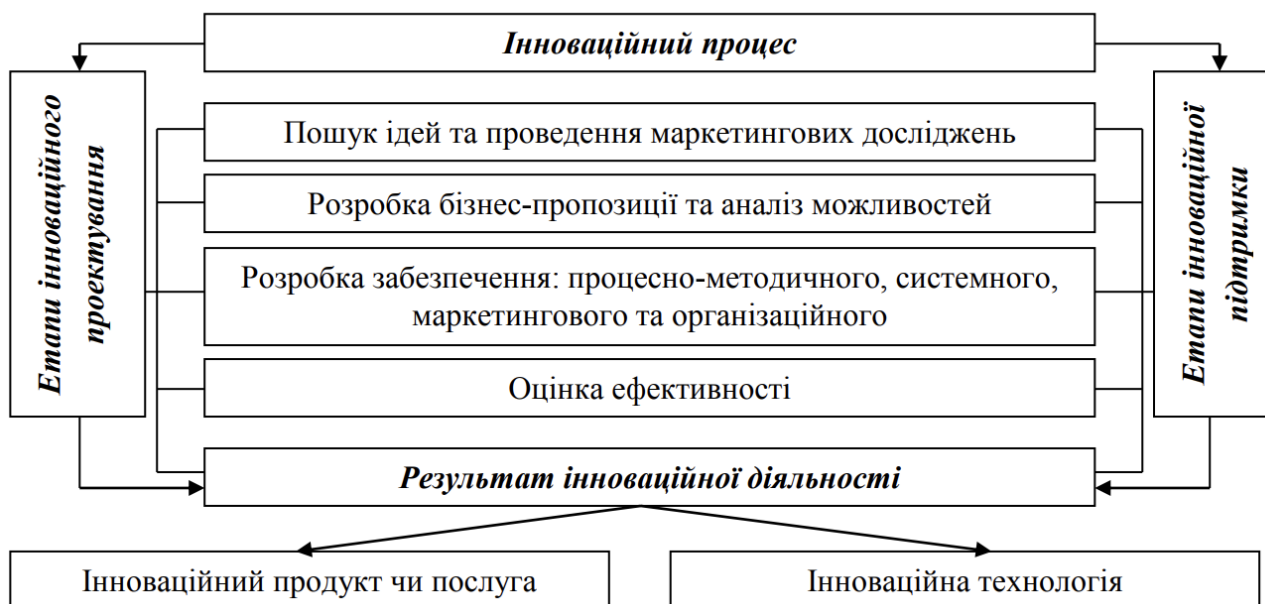 Інноваційний процес
Етапи інноваційного
проектування
Пошук ідей та проведення маркетингових досліджень
Розробка бізнес-пропозиції та аналіз можливостей
Розробка забезпечення: процесно-методичного, системного,
маркетингового та організаційного
Оцінка ефективності
Етапи інноваційної
підтримки
Результат інноваційної діяльності
Інноваційний продукт чи послуга
Інноваційна технологія